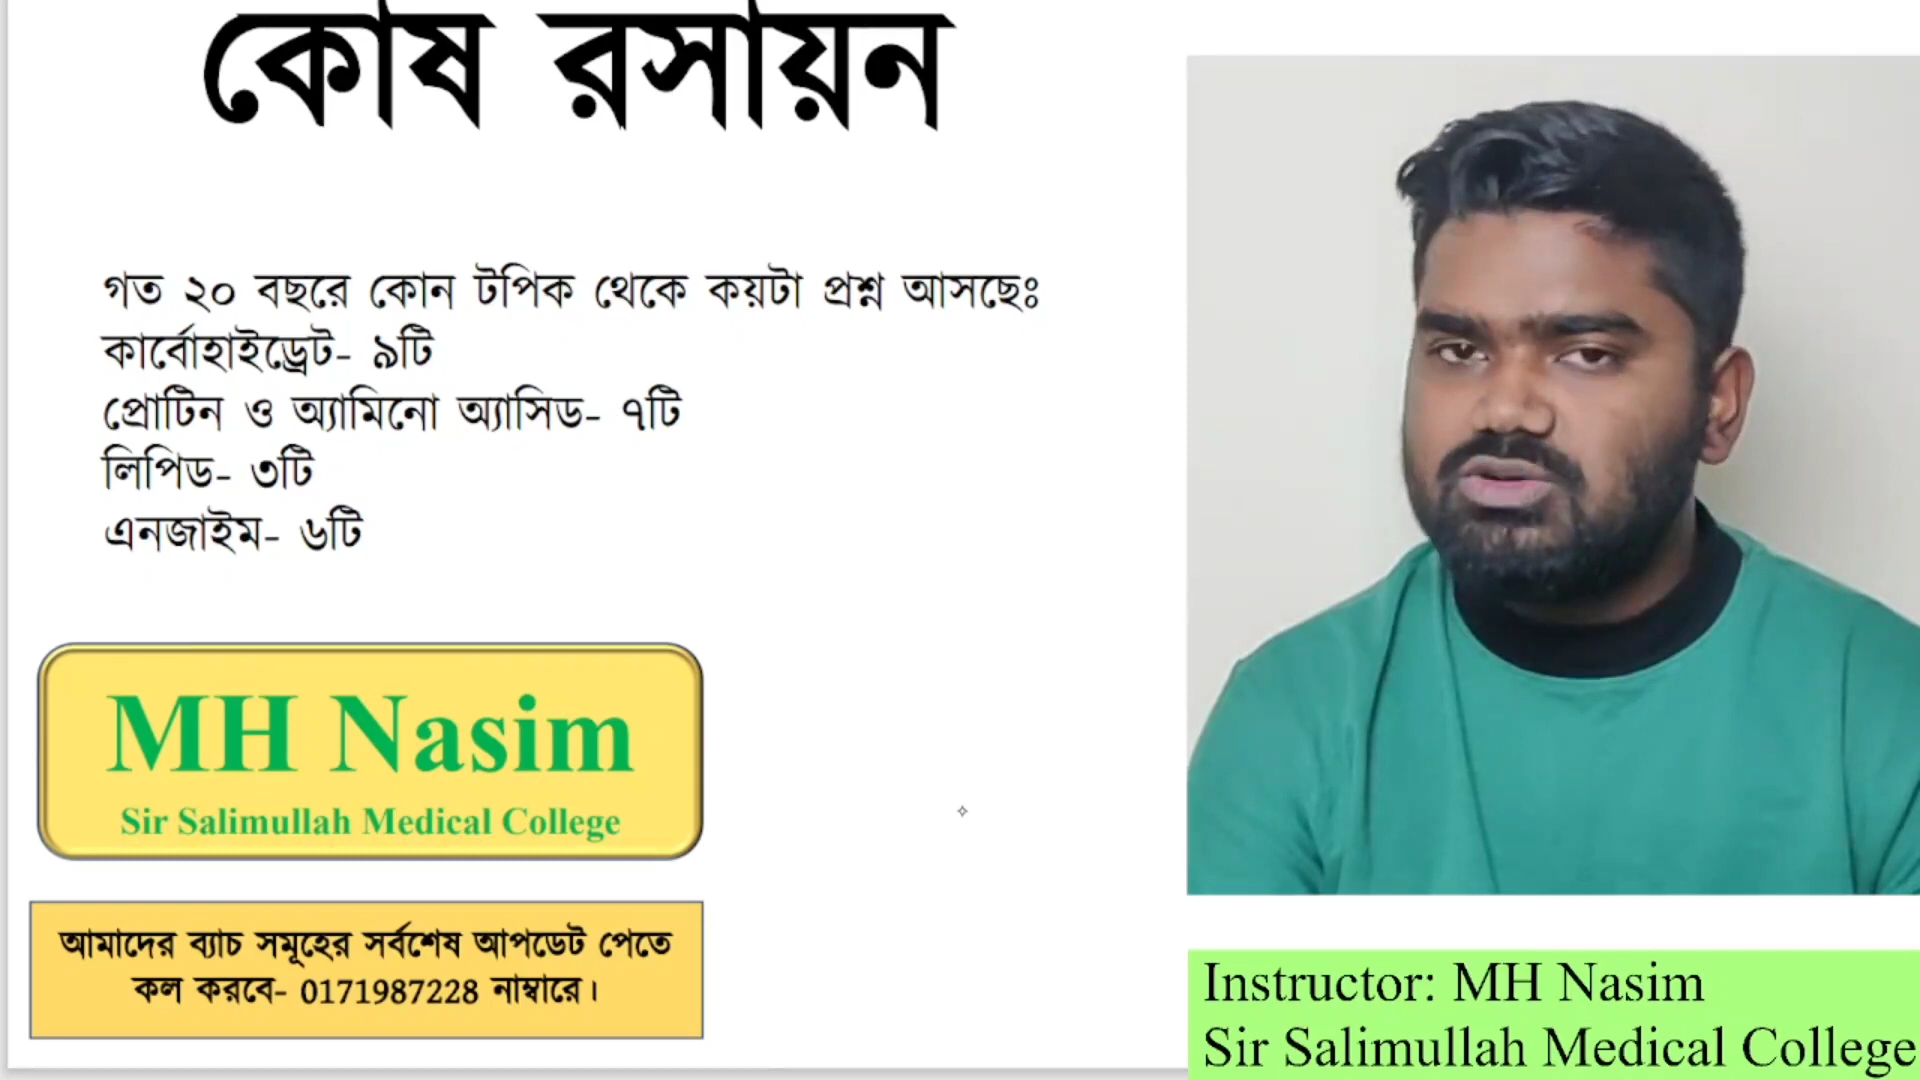 কোষ রসায়ন
গত ২০ বছরে কোন টপিক থেকে কয়টা প্রশ্ন আসছেঃ
কার্বোহাইড্রেট- ৯টি
প্রোটিন ও অ্যামিনো অ্যাসিড- ৭টি
লিপিড- ৩টি
এনজাইম- ৬টি
MH Nasim
Sir Salimullah Medical College
আমাদের ব্যাচ সমূহের সর্বশেষ আপডেট পেতে
কল করবে- 0171987228 নাম্বারে।
Instructor: MH Nasim
Sir Salimullah Medical College